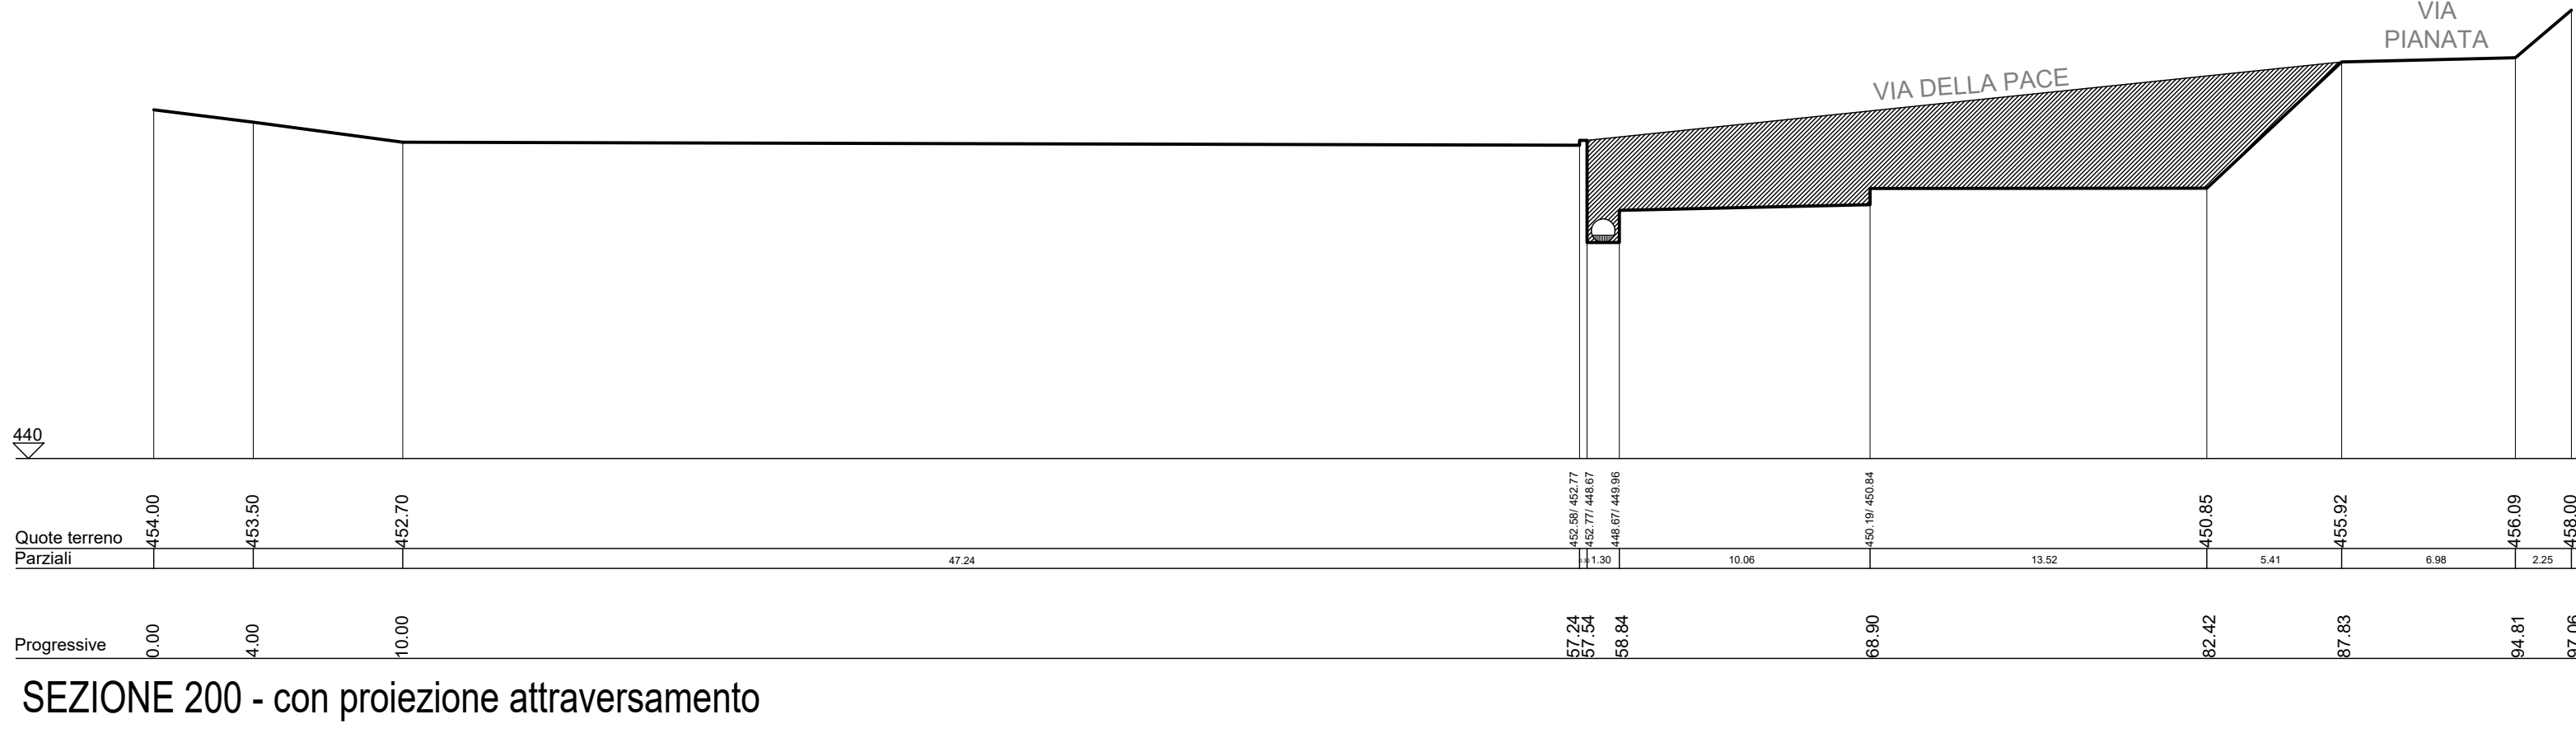 VIA
PIANATA
VIA DELLA PACE
440
Quote terreno 454.00 453.50 452.70 452.58/ 452.77 452.77/ 448.67 448.67/ 449.96 450.19/ 450.84 450.85 455.92 456.09 458.00
Parziali 47.24 1.30 10.06 13.52 5.41 6.98 2.25
Progressive 0.00 4.00 10.00 57.24 57.54 58.84 68.90 82.42 87.83 94.81 97.06
SEZIONE 200 - con proiezione attraversamento